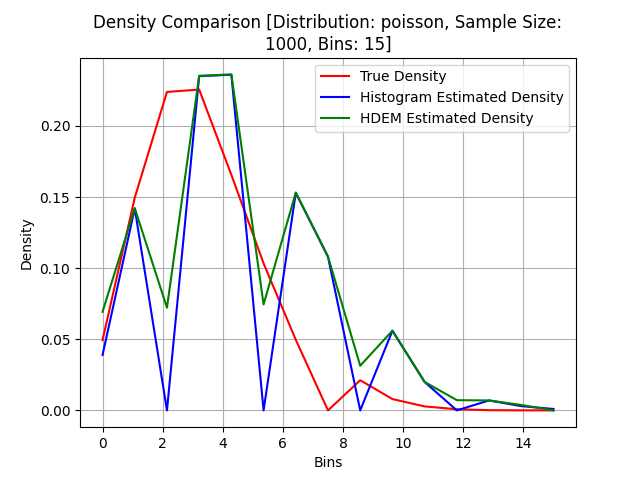 Density Comparison [Distribution: poisson, Sample Size:
1000, Bins: 15]
True Density
Histogram Estimated Density
HDEM Estimated Density
Density
0.20
0.15
0.10
0.05
0.00
0 2 4 6 8 10 12 14
Bins